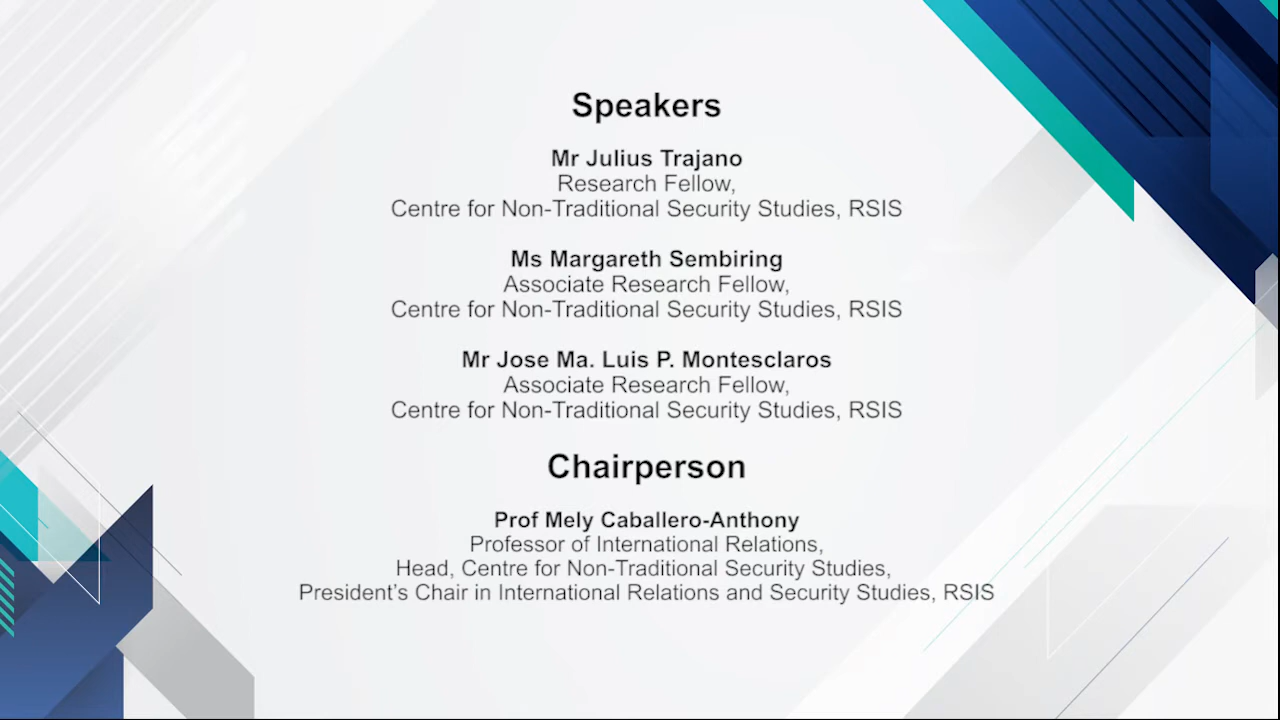 Speakers
Mr Julius Trajano
Research Fellow,
Centre for Non-Traditional Security Studies, RSIS
Ms Margareth Sembiring
Associate Research Fellow,
Centre for Non-Traditional Security Studies, RSIS
Mr Jose Ma. Luis P. Montesclaros
Associate Research Fellow,
Centre for Non-Traditional Security Studies, RSIS
Chairperson
Prof Mely Caballero-Anthony
Professor of International Relations,
Head, Centre for Non-Traditional Security Studies,
President’s Chair in International Relations and Security Studies, RSIS